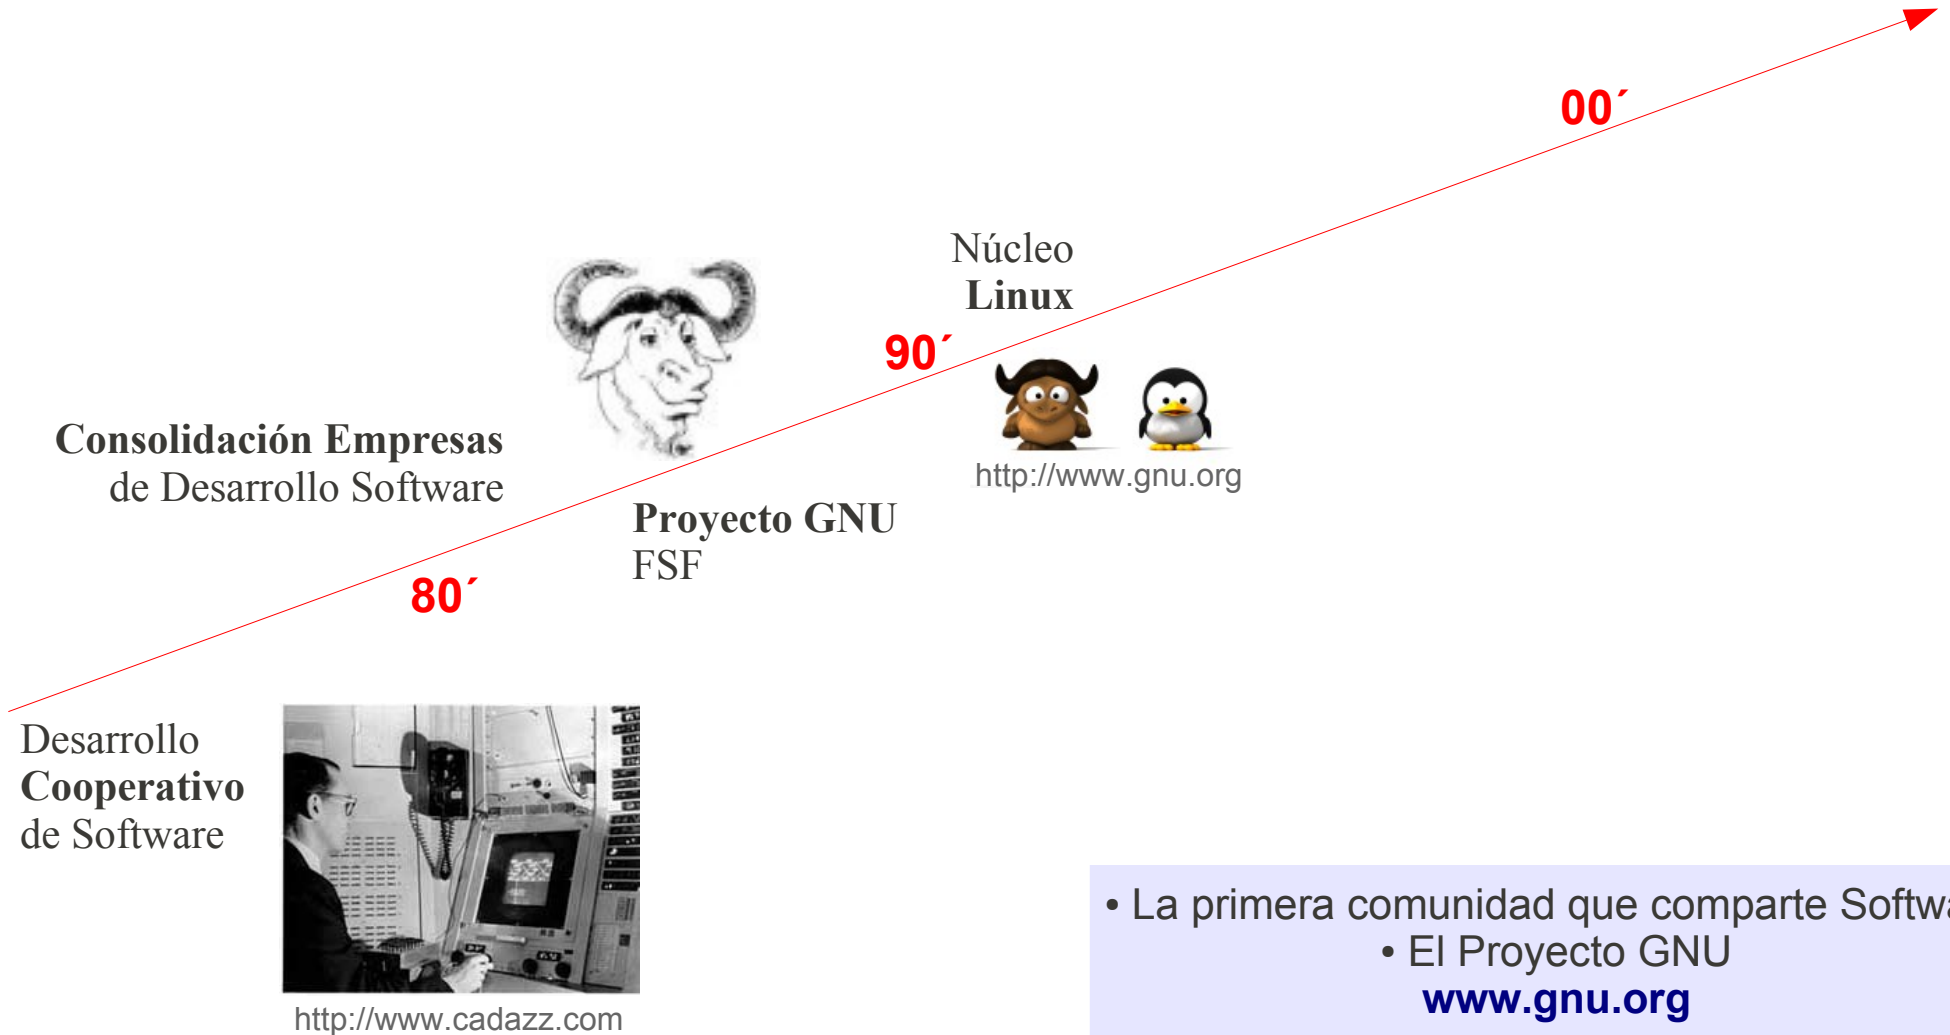 00´
Núcleo
Linux
90´
http://www.gnu.org
Consolidación Empresas
de Desarrollo Software
Proyecto GNU
FSF
80´
Desarrollo
Cooperativo
de Software
http://www.cadazz.com
• La primera comunidad que comparte Softwa
• El Proyecto GNU
www.gnu.org